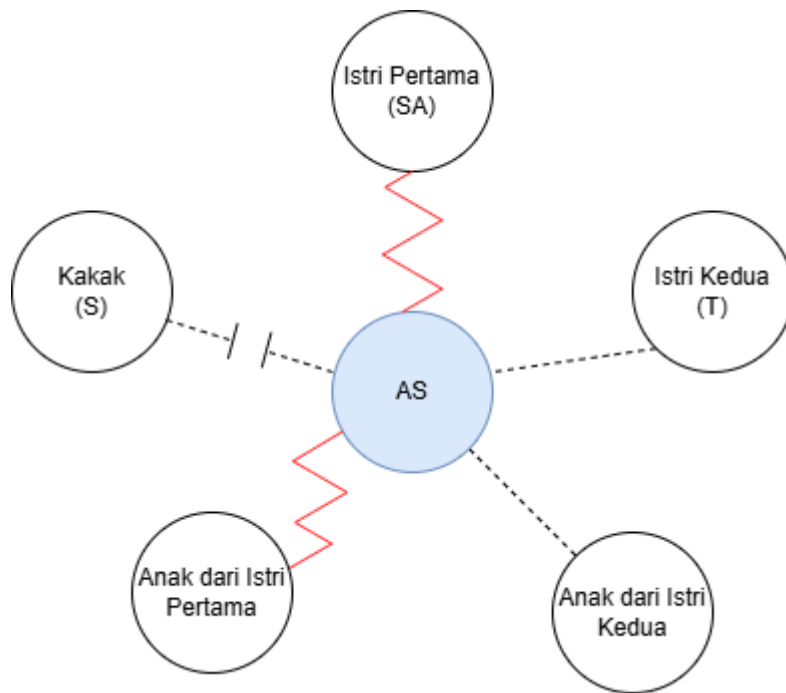 Istri Pertama
(SA)
Kakak
(S)
Istri Kedua
(T)
AS
Anak dari Istri
Pertama
Anak dari Istri
Kedua